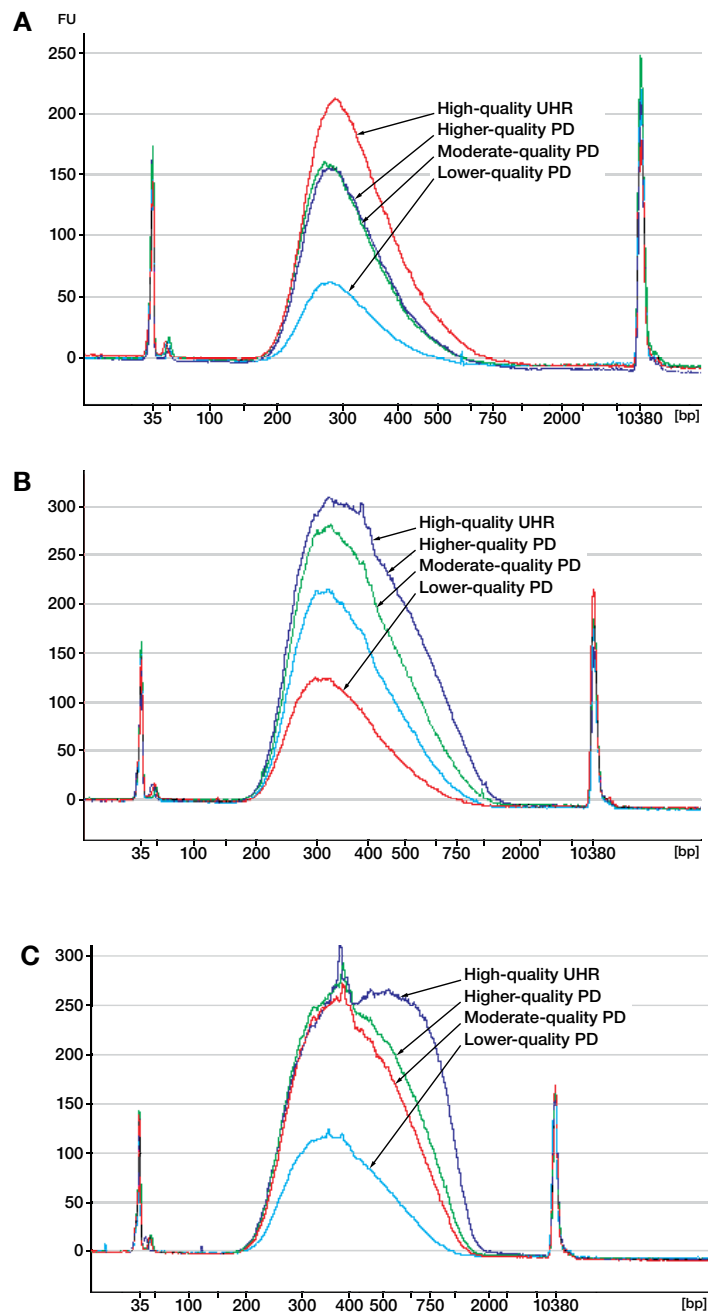 A
FU
250
200
150
100
50
0
High-quality UHR
Higher-quality PD
Moderate-quality PD
Lower-quality PD
35 100 200 300 400 500 750 2000 10380 [bp]
B
300
250
200
150
100
50
0
High-quality UHR
Higher-quality PD
Moderate-quality PD
Lower-quality PD
35 100 200 300 400 500 750 2000 10380 [bp]
C
300
250
200
150
100
50
0
High-quality UHR
Higher-quality PD
Moderate-quality PD
Lower-quality PD
35 100 200 300 400 500 750 2000 10380 [bp]